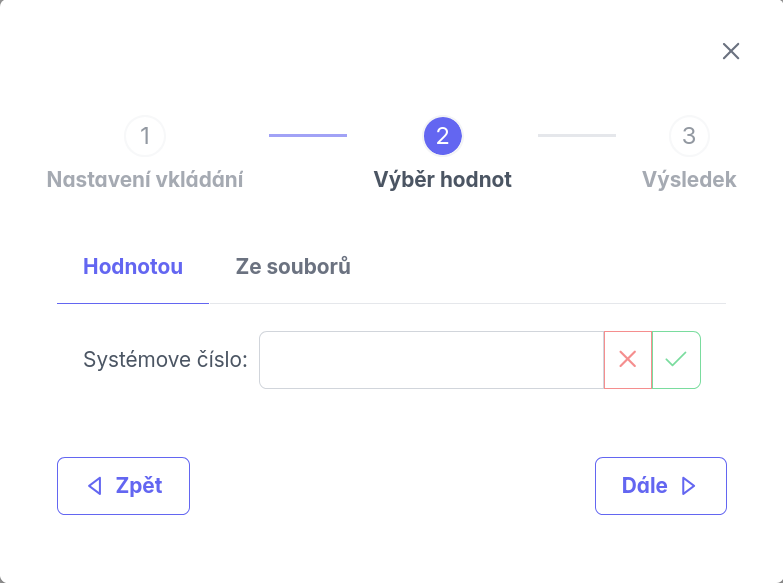 1
2
3
Nastavení vkládání
Výběr hodnot
Výsledek
Hodnotou
Ze souborů
Systémove číslo:
Zpět
Dále